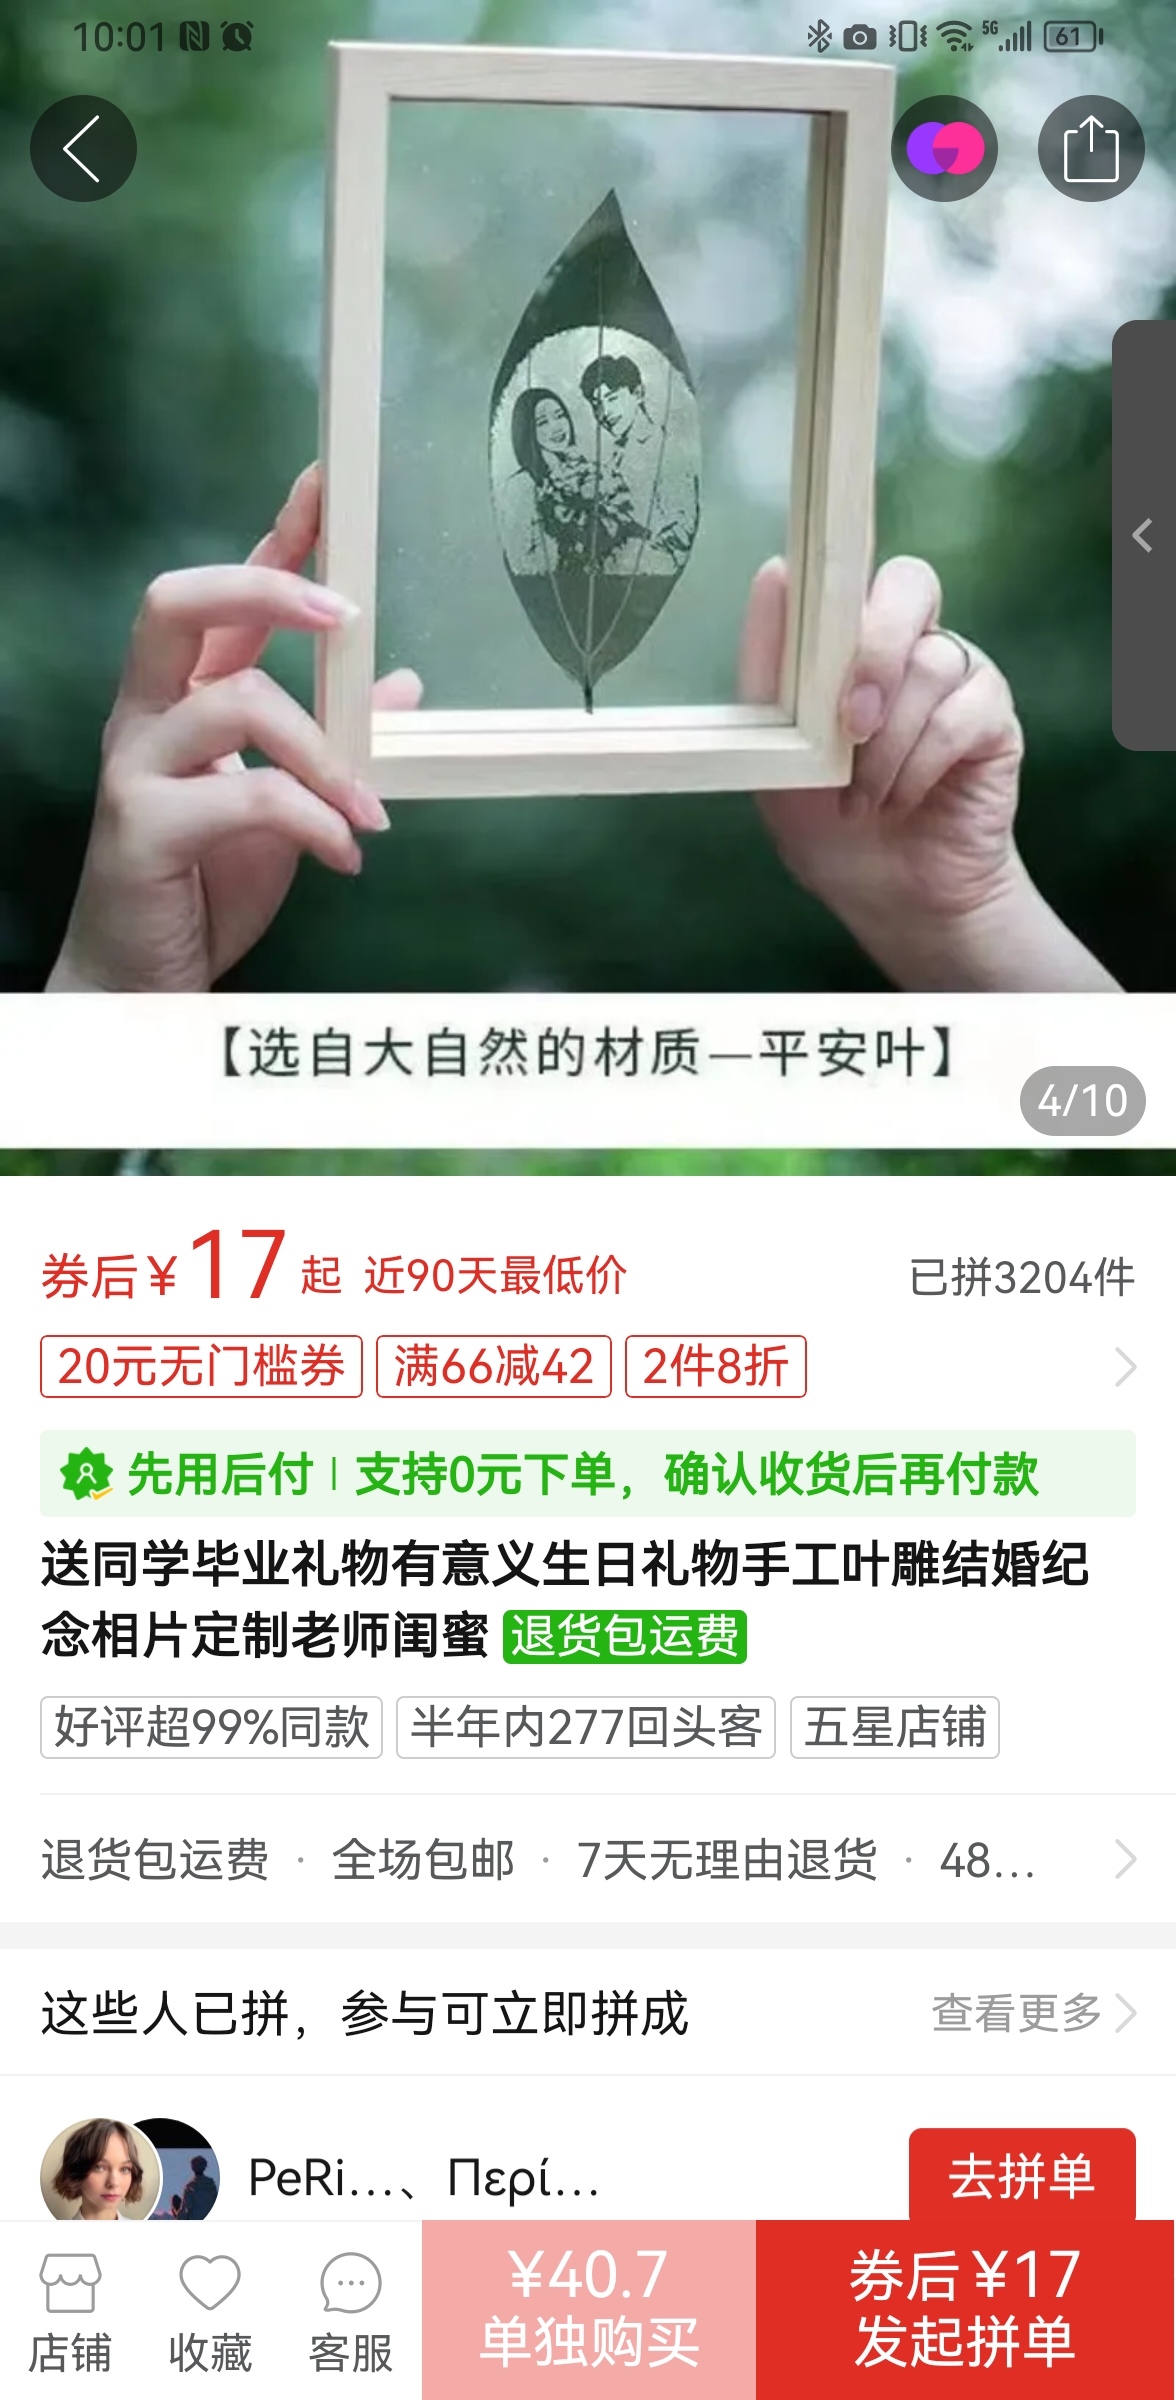 10:01
5G
61
【选自大自然的材质—平安叶】
4/10
券后¥17起 近90天最低价
已拼3204件
20元无门槛券 满66减42 2件8折
先用后付 | 支持0元下单，确认收货后再付款
送同学毕业礼物有意义生日礼物手工叶雕结婚纪
念相片定制老师闺蜜 退货包运费
好评超99%同款 半年内277回头客 五星店铺
退货包运费 · 全场包邮 · 7天无理由退货 · 48...
这些人已拼，参与可立即拼成
查看更多
PeRi...、Περί...
去拼单
店铺
收藏
客服
¥40.7
单独购买
券后¥17
发起拼单